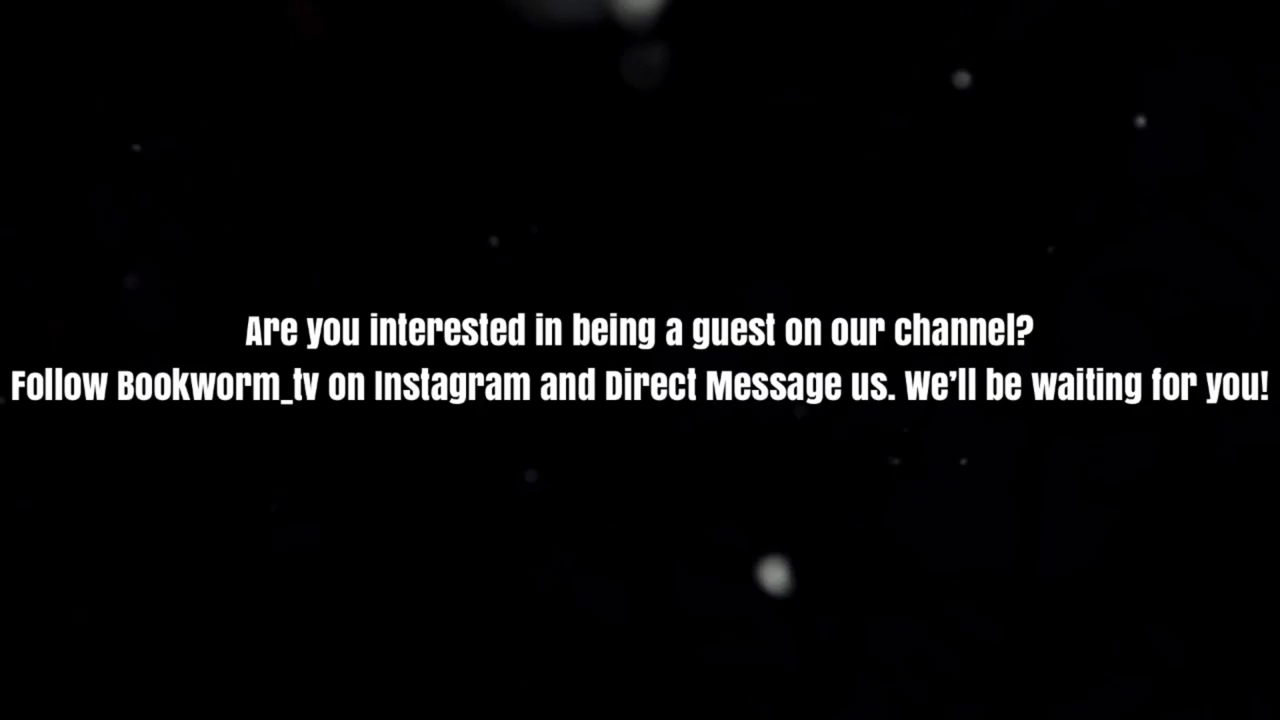 Are you interested in being a guest on our channel?
Follow Bookworm_tv on Instagram and Direct Message us. We’ll be waiting for you!